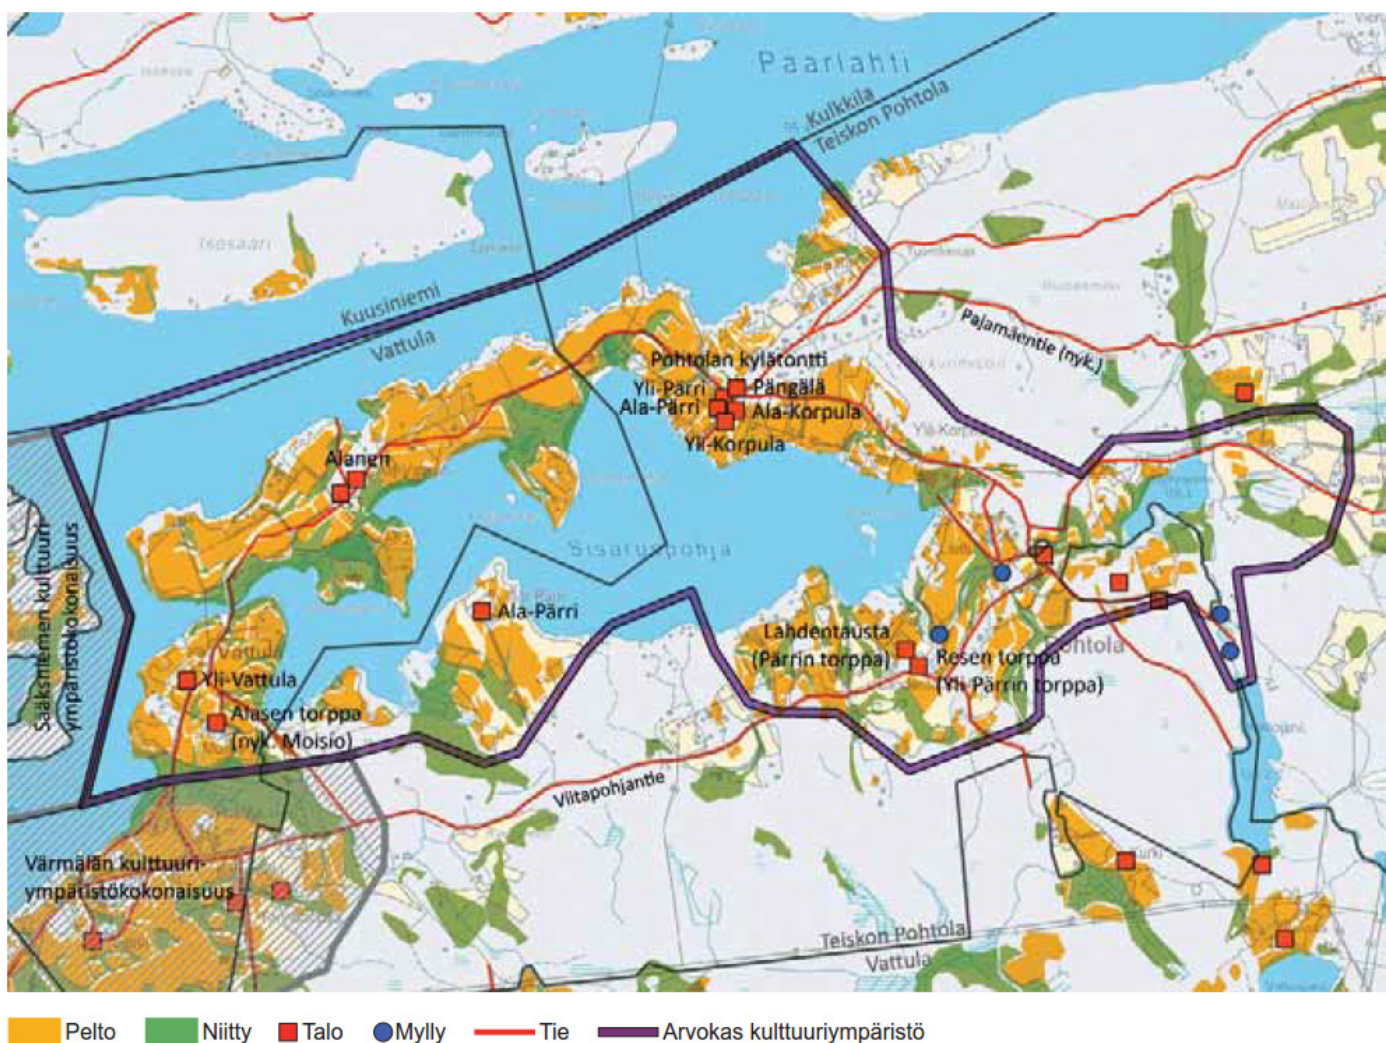 Paarlahti
Kulkkila
Teiskon Pohtola
Isosaari
Kuusiniemi
Vattula
Pajamäentie (nyk.)
Pohtolan kylätontti
Yli-Pärri
Pängälä
Ala-Pärri
Ala-Korpula
Yli-Korpula
Alanen
Sisaruspohja
Sääksniemen kulttuuri-
ympäristökokonaisuus
Ala-Pärri
Lahdentausta
(Pärrin torppa)
Resen torppa
(Yli Pärrin torppa)
Pohtola
Vattula
Yli-Vattula
Alasen torppa
(nyk. Moisio)
Viitapohjantie
Värmälän kulttuuri-
ympäristökokonaisuus
Teiskon Pohtola
Vattula
Pelto
Niitty
Talo
Mylly
Tie
Arvokas kulttuuriympäristö